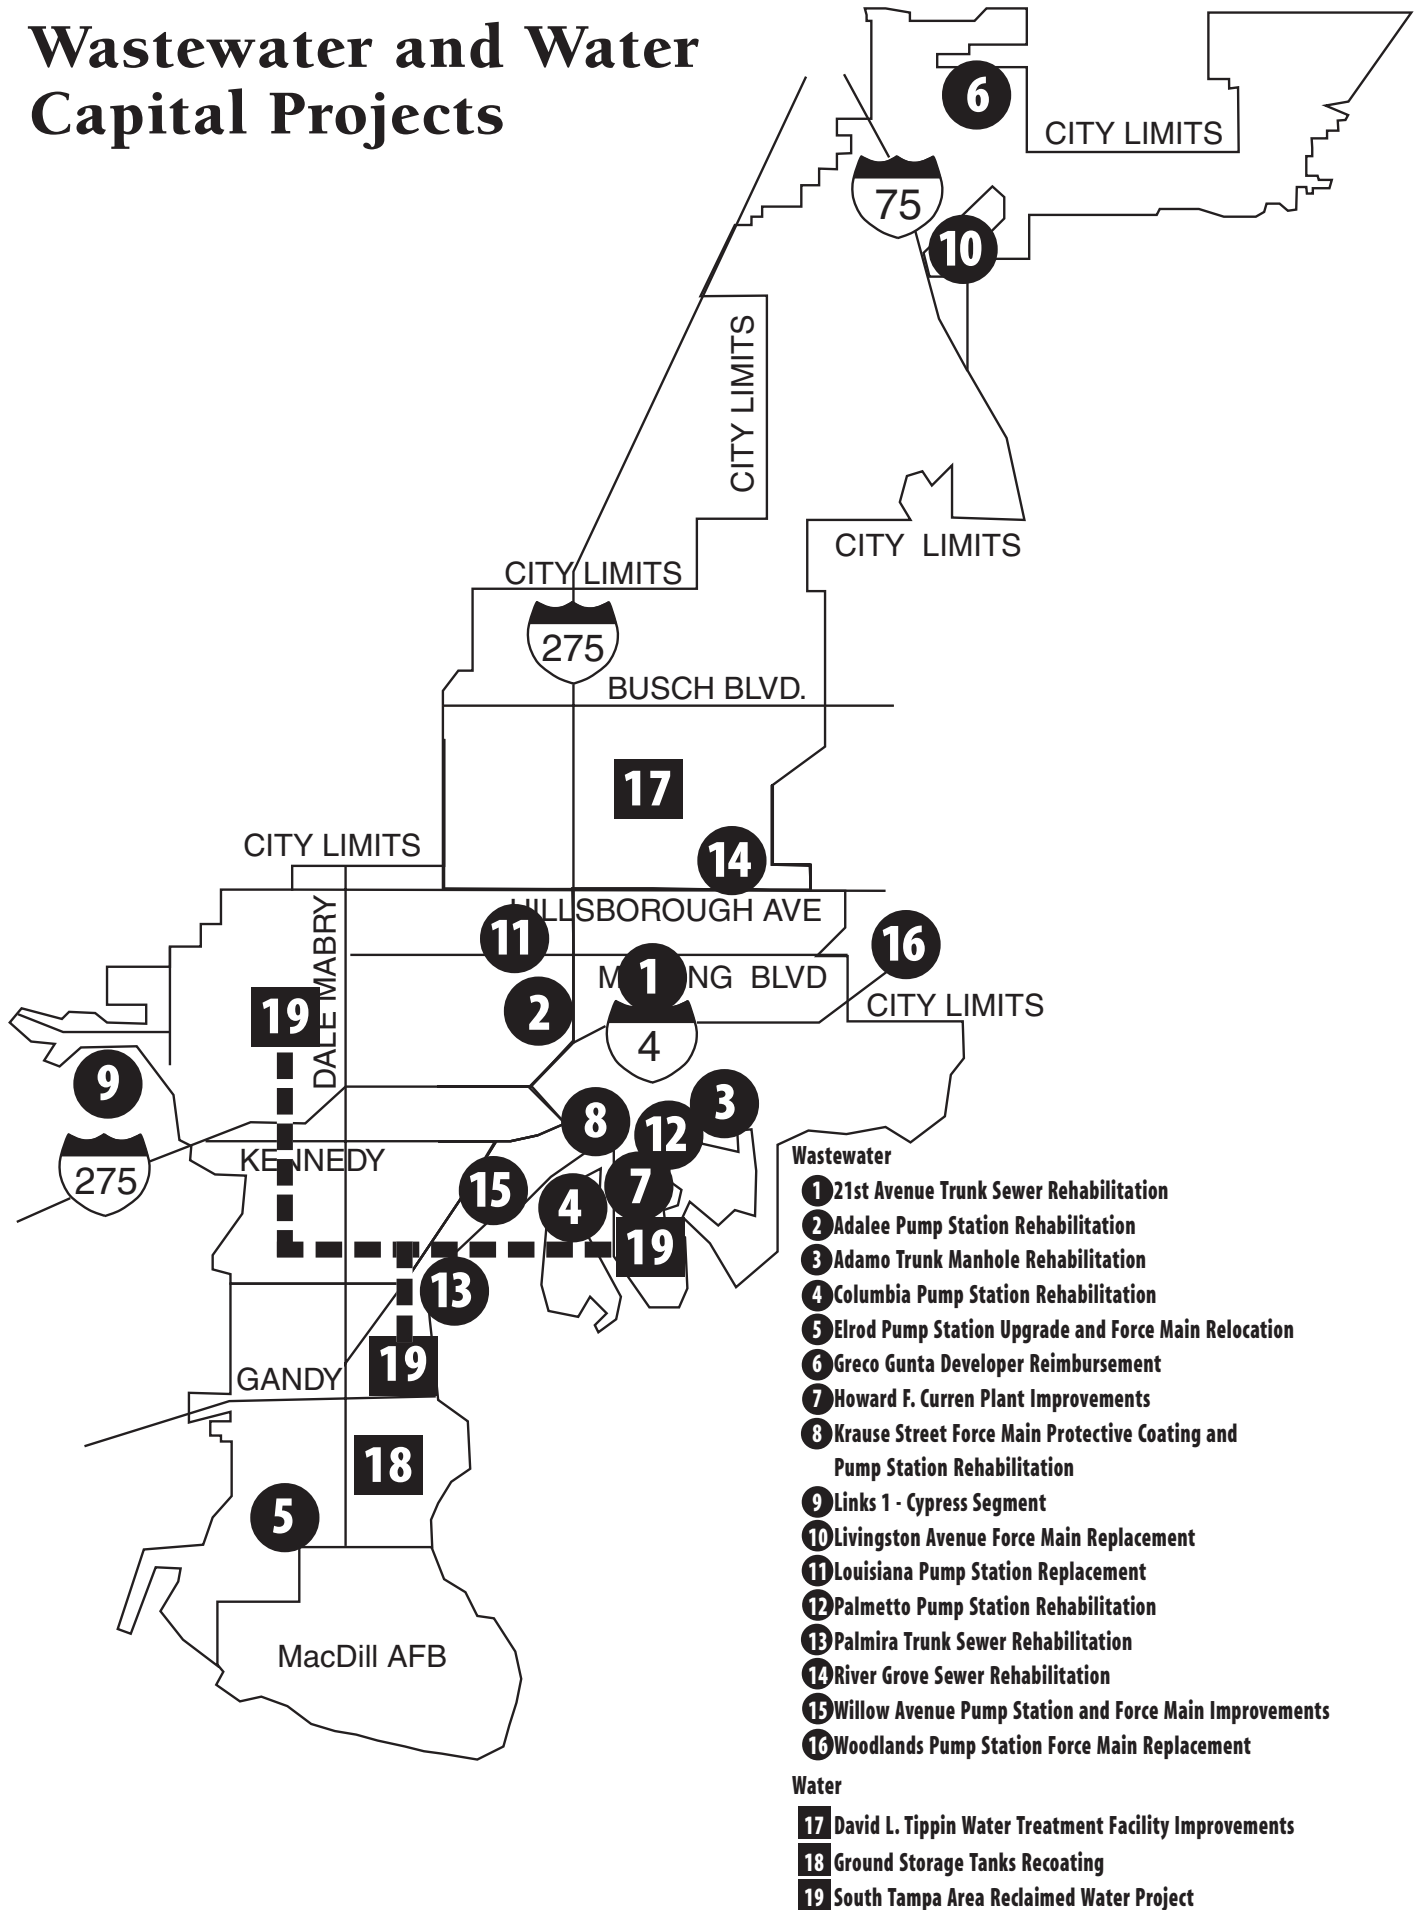 Wastewater and Water
Capital Projects
6
CITY LIMITS
75
10
CITY LIMITS
CITY LIMITS
CITY LIMITS
275
BUSCH BLVD.
17
CITY LIMITS
14
HILLSBOROUGH AVE
DALE MABRY
11
16
1
M NG BLVD
CITY LIMITS
19
2
4
9
3
8
12
KENNEDY
275
15
7
4
19
13
19
GANDY
18
5
MacDill AFB
Wastewater
1 21st Avenue Trunk Sewer Rehabilitation
2 Adalee Pump Station Rehabilitation
3 Adamo Trunk Manhole Rehabilitation
4 Columbia Pump Station Rehabilitation
5 Elrod Pump Station Upgrade and Force Main Relocation
6 Greco Gunta Developer Reimbursement
7 Howard F. Curren Plant Improvements
8 Krause Street Force Main Protective Coating and
Pump Station Rehabilitation
9 Links 1 - Cypress Segment
10 Livingston Avenue Force Main Replacement
11 Louisiana Pump Station Replacement
12 Palmetto Pump Station Rehabilitation
13 Palmira Trunk Sewer Rehabilitation
14 River Grove Sewer Rehabilitation
15 Willow Avenue Pump Station and Force Main Improvements
16 Woodlands Pump Station Force Main Replacement
Water
17 David L. Tippin Water Treatment Facility Improvements
18 Ground Storage Tanks Recoating
19 South Tampa Area Reclaimed Water Project